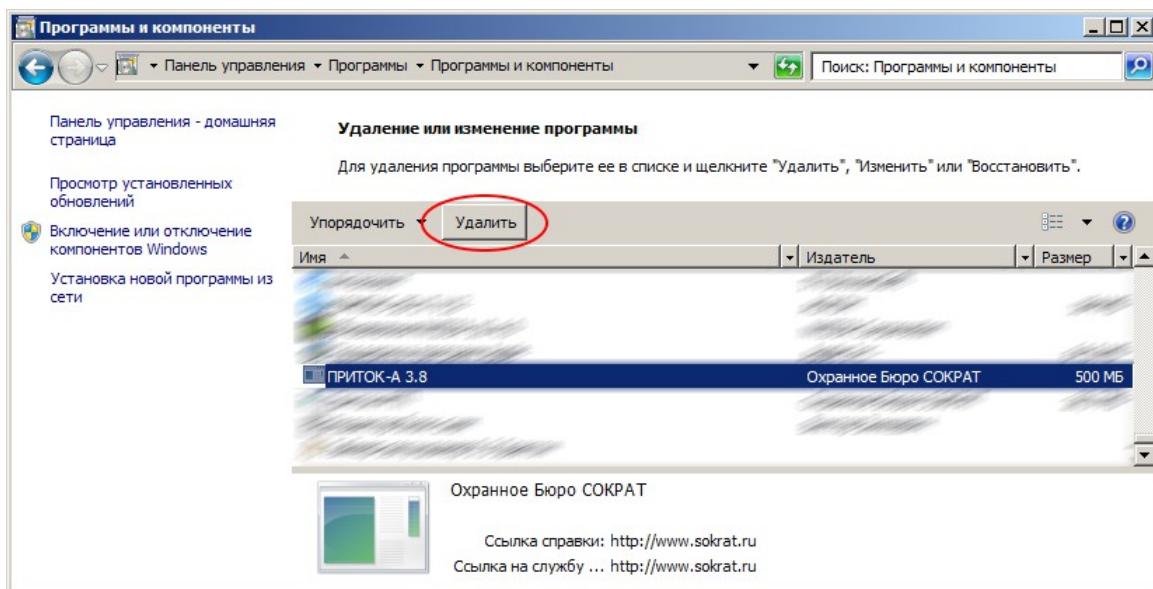 Программы и компоненты
Панель управления Программы Программы и компоненты
Поиск: Программы и компоненты
Панель управления - домашняя
страница
Просмотр установленных
обновлений
Включение или отключение
компонентов Windows
Установка новой программы из
сети
Удаление или изменение программы
Для удаления программы выберите ее в списке и щелкните "Удалить", "Изменить" или "Восстановить".
Упорядочить Удалить
Имя Издатель Размер
ПРИТОК-А 3.8 Охранное Бюро СОКРАТ 500 МБ
Охранное Бюро СОКРАТ
Ссылка справки: http://www.sokrat.ru
Ссылка на службу ... http://www.sokrat.ru